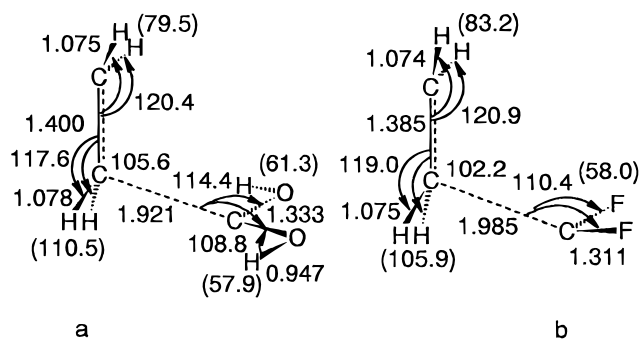 H (79.5)
1.075 H
C
120.4
1.400
117.6 105.6
C
1.078
H H
(110.5)
1.921
114.4 (61.3)
H O
C 1.333
108.8 O
H
(57.9) 0.947
a
H (83.2)
1.074 H
C
120.9
1.385
119.0 102.2
C
1.075
H H
(105.9)
1.985
110.4 (58.0)
F
C F
1.311
b